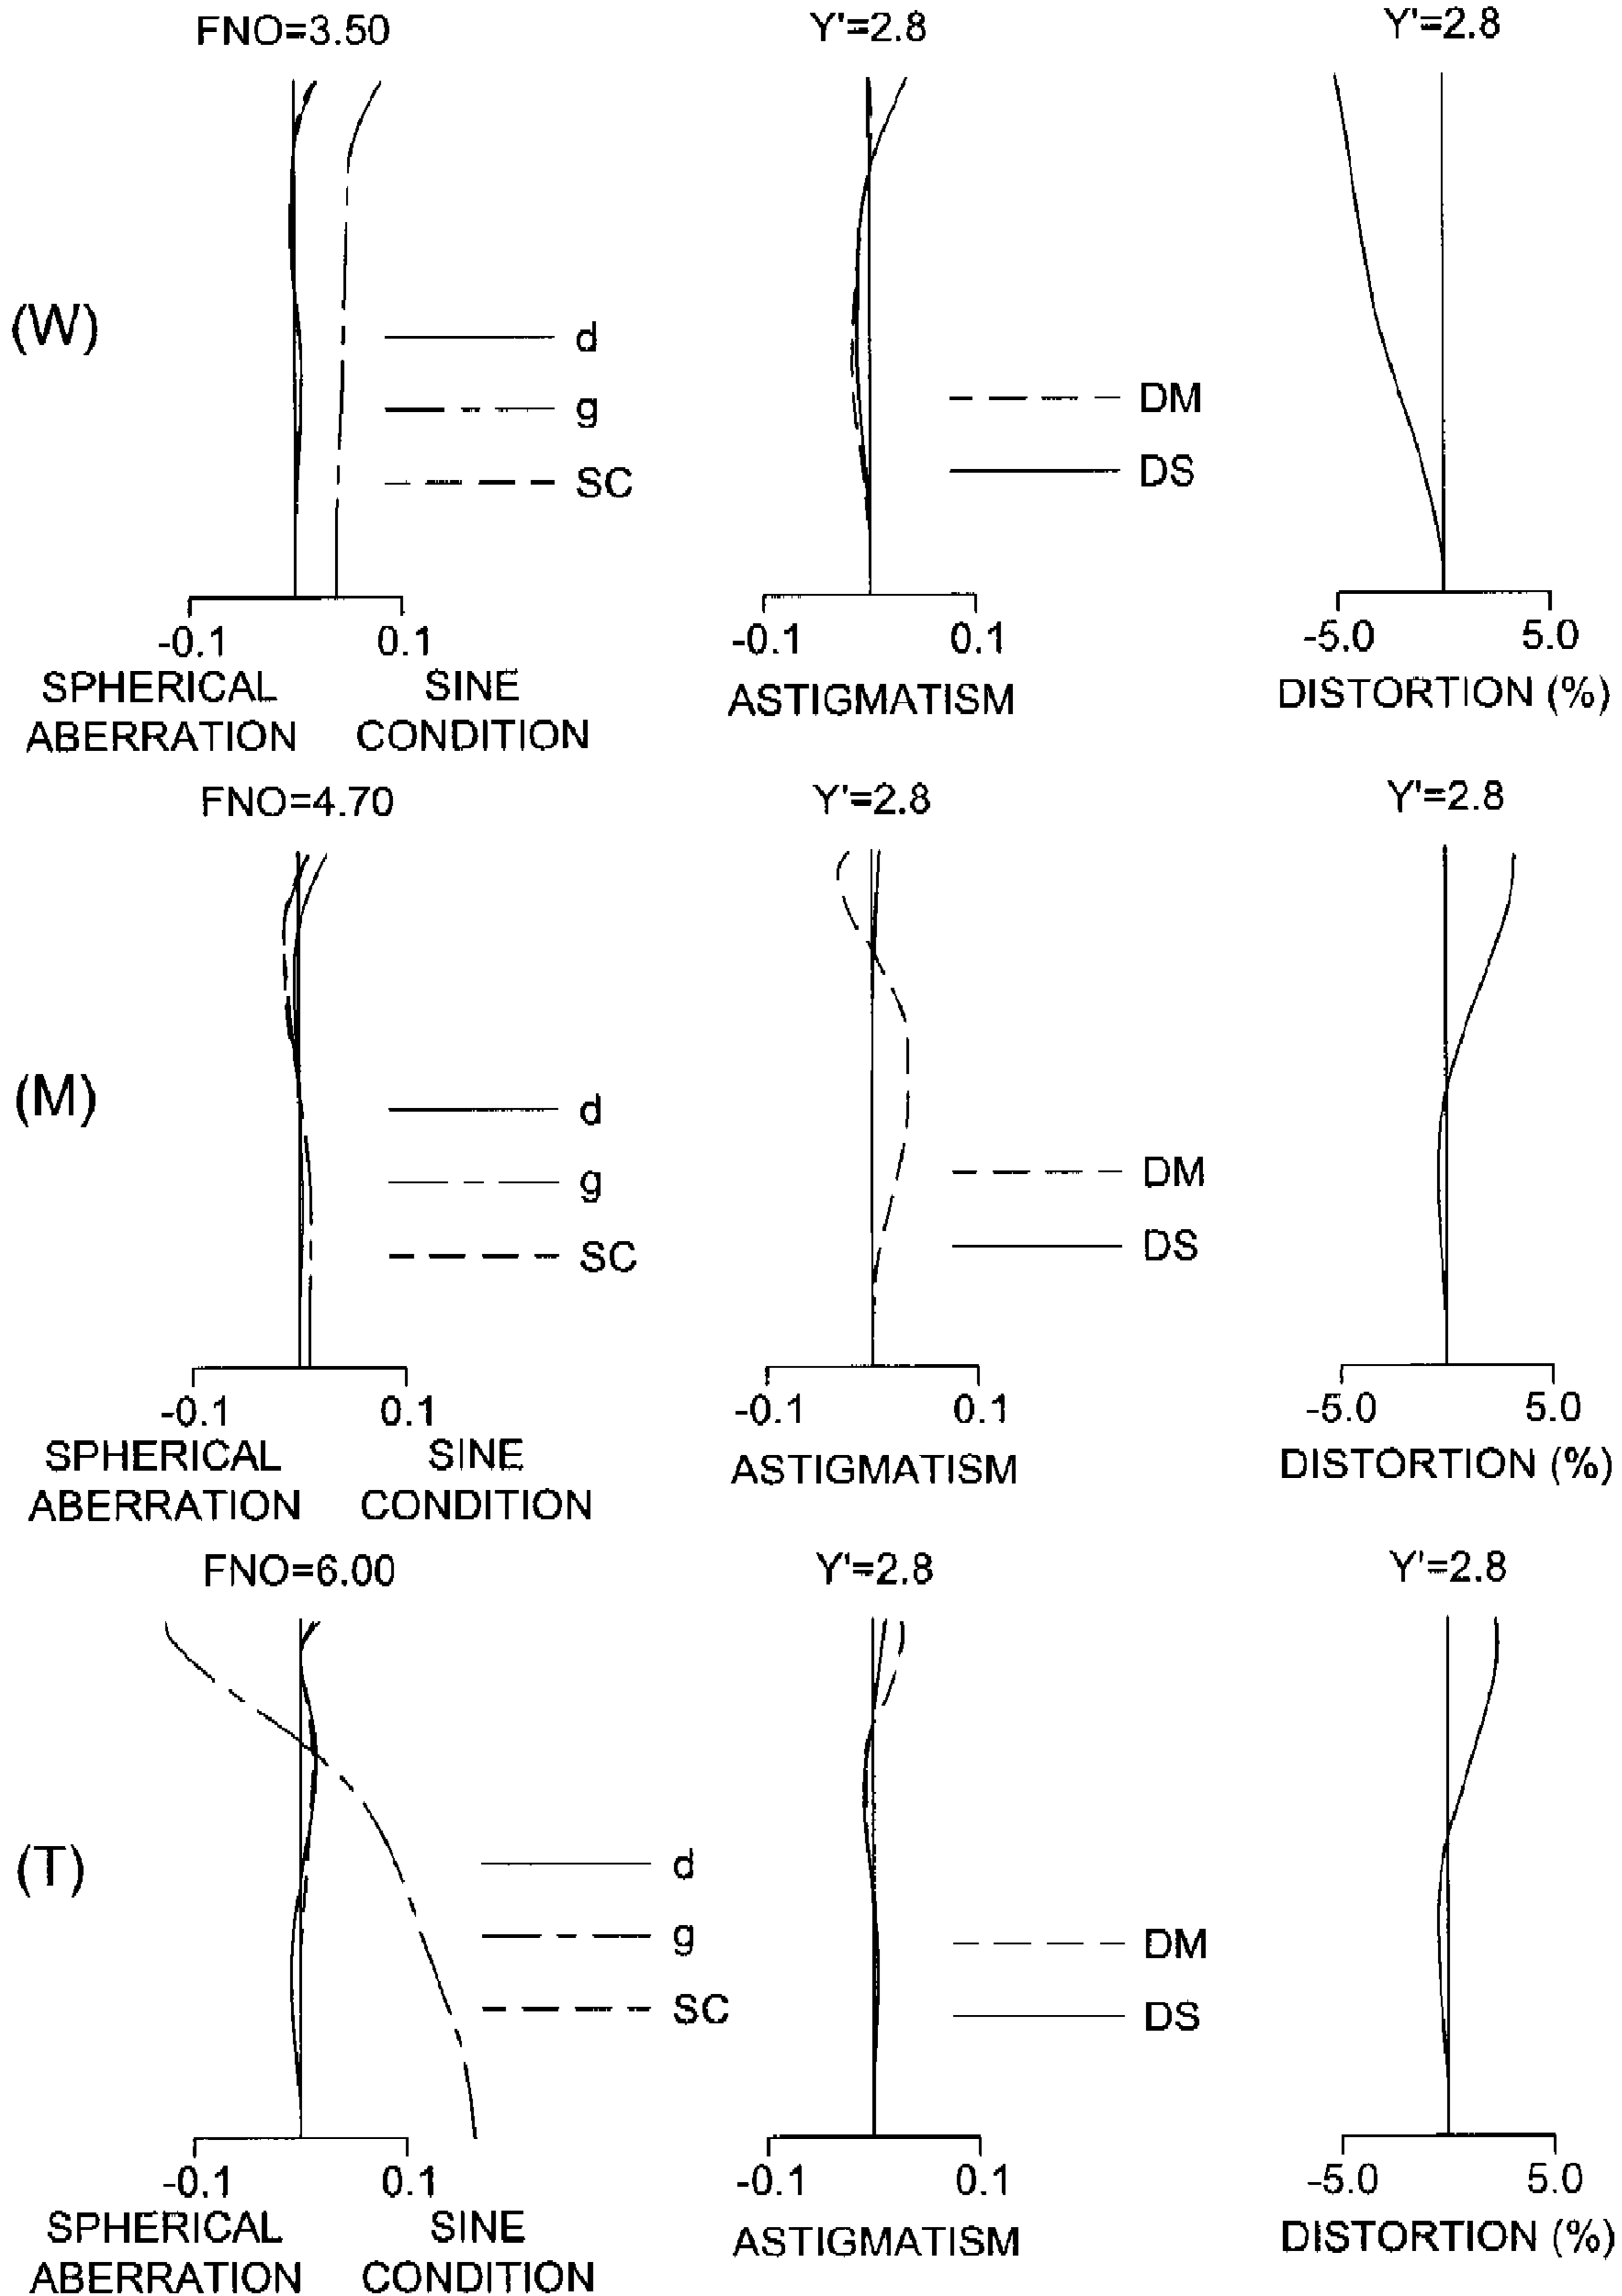 FNO=3.50
Y'=2.8
Y'=2.8
(W)
d
g
SC
DM
DS
-0.1
0.1
-0.1
0.1
-5.0
5.0
SPHERICAL
ABERRATION
SINE
CONDITION
ASTIGMATISM
DISTORTION (%)
FNO=4.70
Y'=2.8
Y'=2.8
(M)
d
g
SC
DM
DS
-0.1
0.1
-0.1
0.1
-5.0
5.0
SPHERICAL
ABERRATION
SINE
CONDITION
ASTIGMATISM
DISTORTION (%)
FNO=6.00
Y'=2.8
Y'=2.8
(T)
d
g
SC
DM
DS
-0.1
0.1
-0.1
0.1
-5.0
5.0
SPHERICAL
ABERRATION
SINE
CONDITION
ASTIGMATISM
DISTORTION (%)